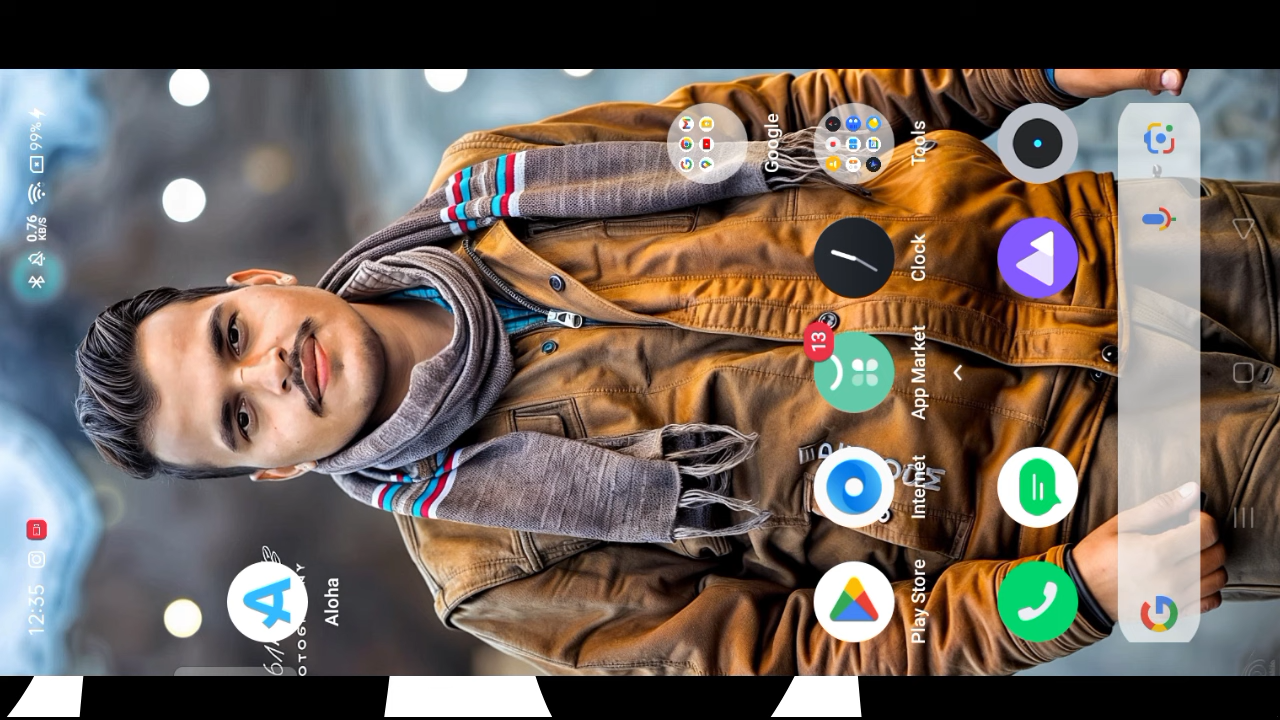 12:35
0.76
KB/S
99%
Aloha
Google
Play Store
Internet
App Market
13
Clock
Tools